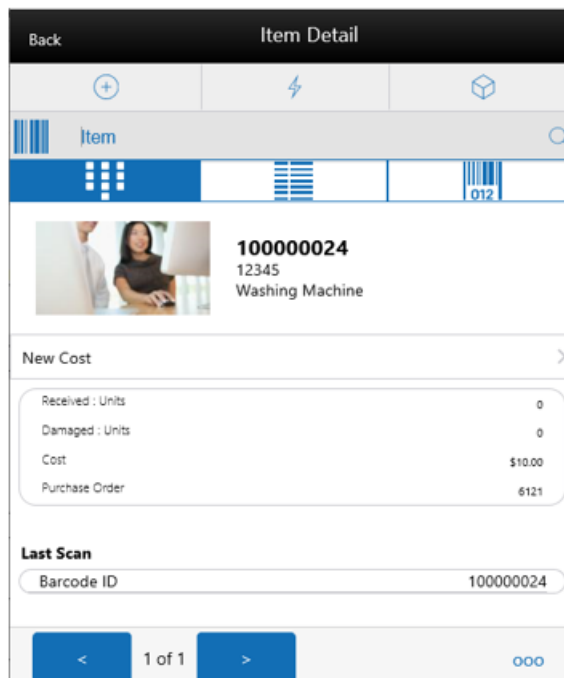 Back
Item Detail
Item
012
100000024
12345
Washing Machine
New Cost
Received : Units 0
Damaged : Units 0
Cost $10.00
Purchase Order 6121
Last Scan
Barcode ID 100000024
< 1 of 1 >
ooo